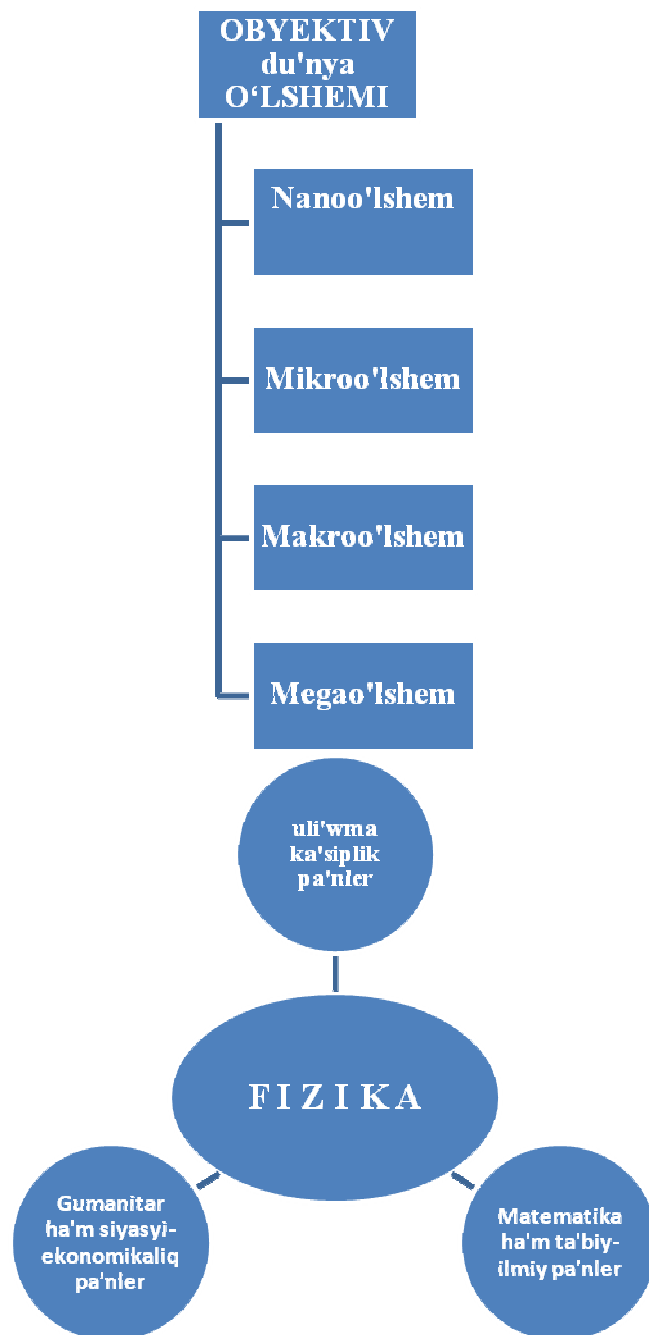 OBYEKTIV
du'nya
O‘LSHEMI
Nanoo'lshem
Mikroo'lshem
Makroo'lshem
Megao'lshem
uli'wma
ka'siplik
pa'nler
F I Z I K A
Gumanitar
ha'm siyasyi-
ekonomikaliq
pa'nler
Matematika
ha'm ta'biy-
ilmiy pa'nler